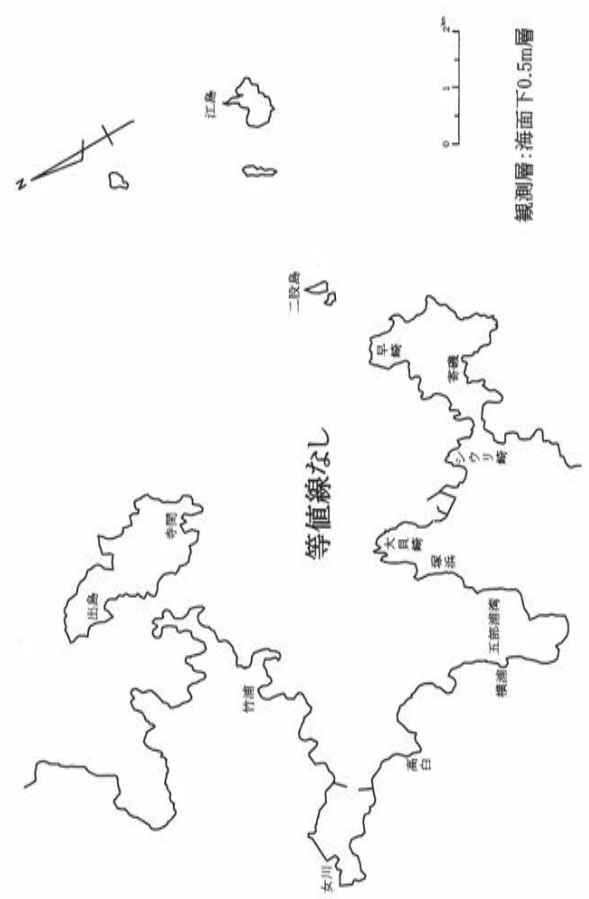 N
江島
0 1 2km
観測層:海面下0.5m層
二股島
早崎
寄磯
等値線なし
シウリ崎
寺間
出島
大貝崎
塚浜
五部浦湾
横浦
竹浦
高白
女川